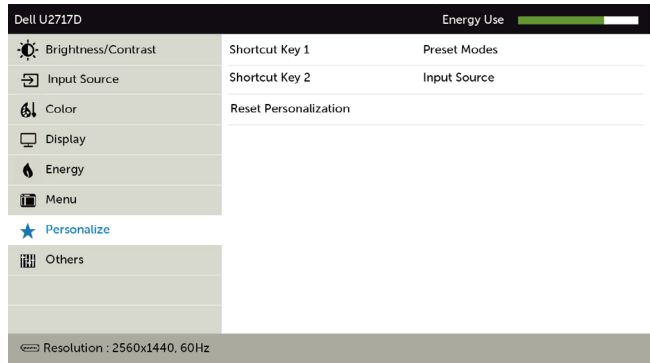 Dell U2717D Energy Use
Brightness/Contrast Shortcut Key 1 Preset Modes
Input Source Shortcut Key 2 Input Source
Color Reset Personalization
Display
Energy
Menu
Personalize
Others
Resolution : 2560x1440, 60Hz